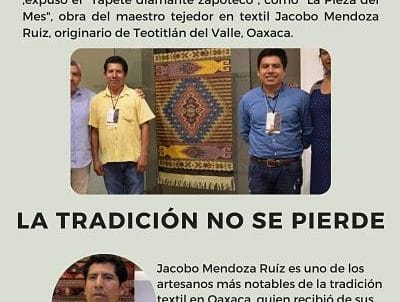 ,expuso el "Tapete diamante zapoteco", como "La Pieza del
Mes", obra del maestro tejedor en textil Jacobo Mendoza
Ruiz, originario de Teotitlán del Valle, Oaxaca.
LA TRADICIÓN NO SE PIERDE
Jacobo Mendoza Ruíz es uno de los
artesanos más notables de la tradición
textil en Oaxaca, quien recibió de sus